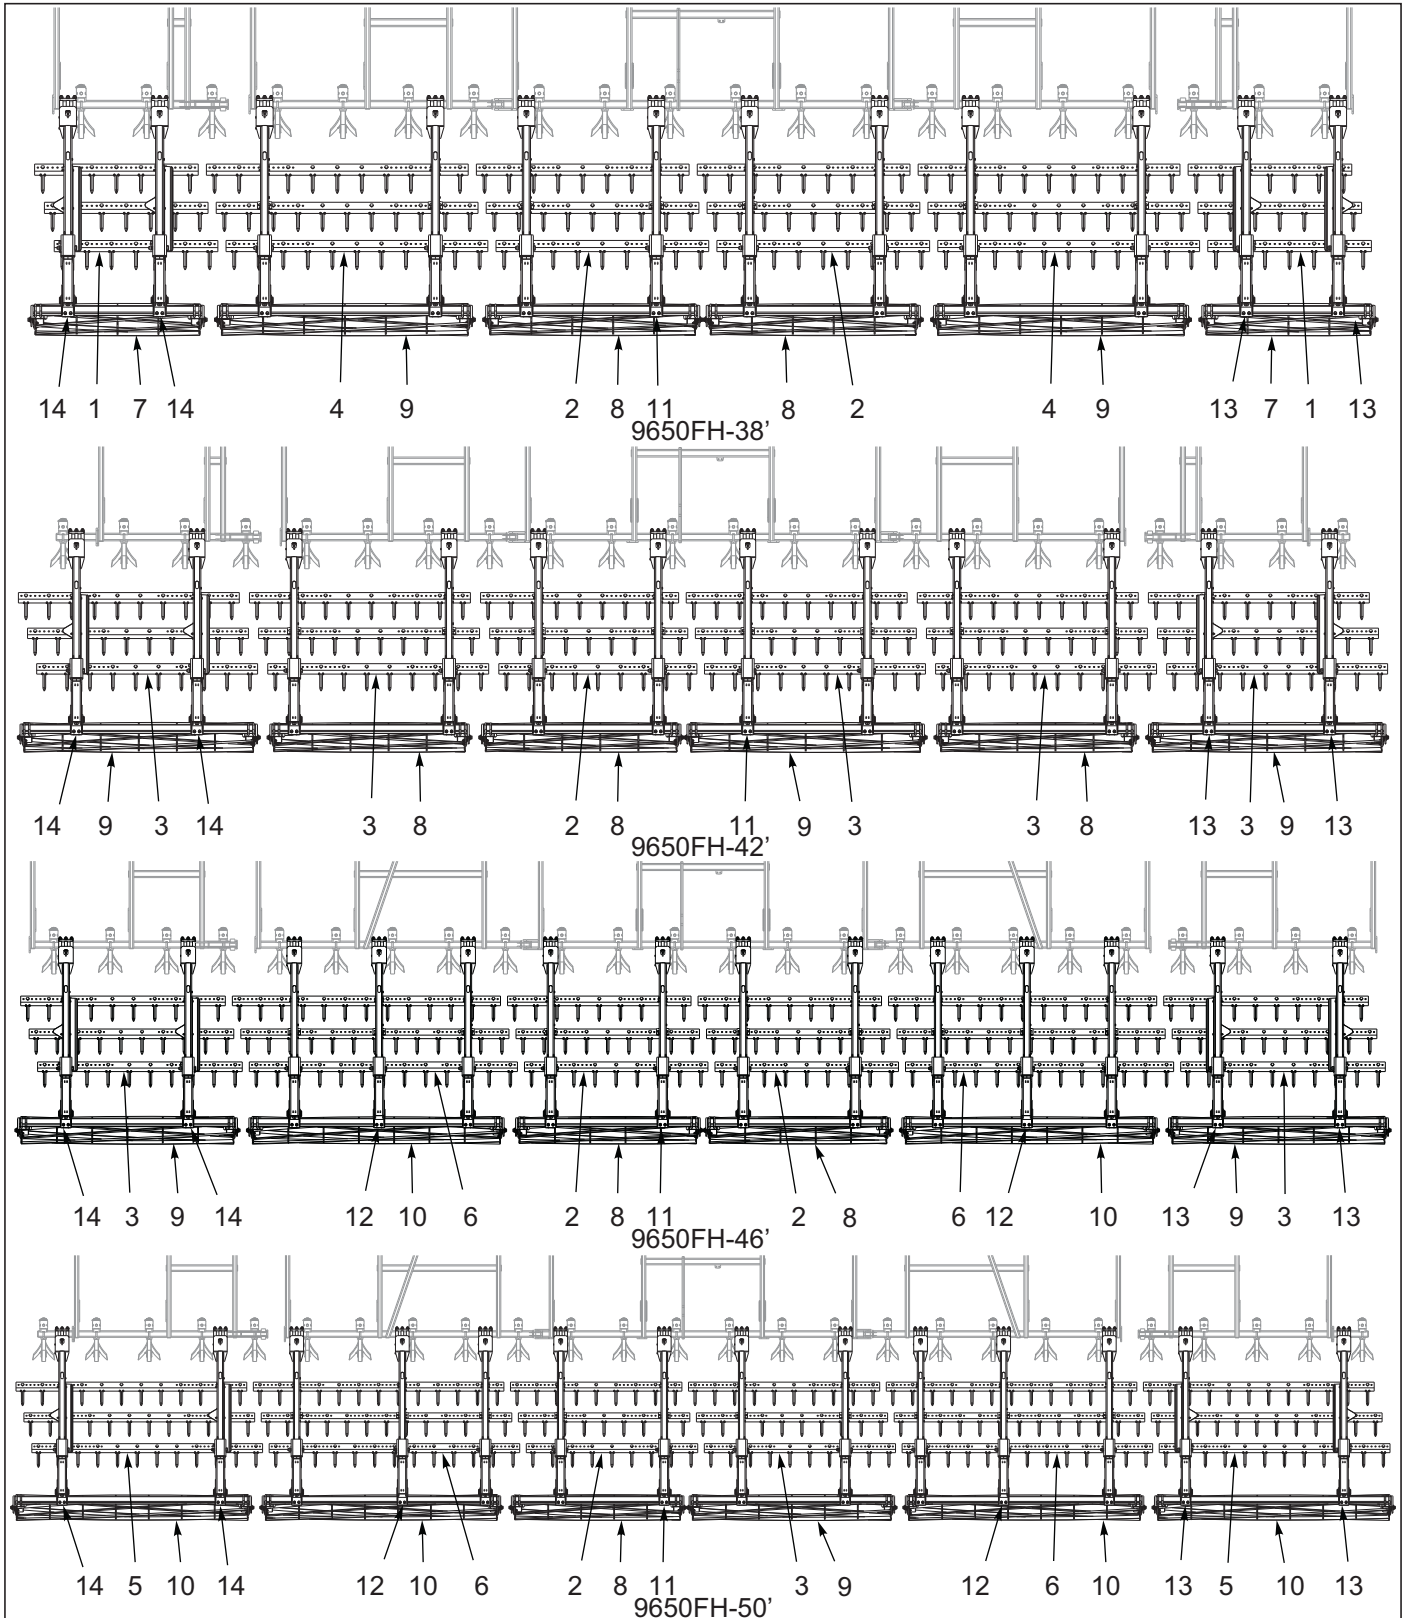 14 1 7 14 4 9 2 8 11 8 2 4 9 13 7 1 13
9650FH-38'
14 9 3 14 3 8 2 8 11 9 3 3 8 13 3 9 13
9650FH-42'
14 3 9 14 12 10 6 2 8 11 2 8 6 12 10 13 9 3 13
9650FH-46'
14 5 10 14 12 10 6 2 8 11 3 9 12 6 10 13 5 10 13
9650FH-50'